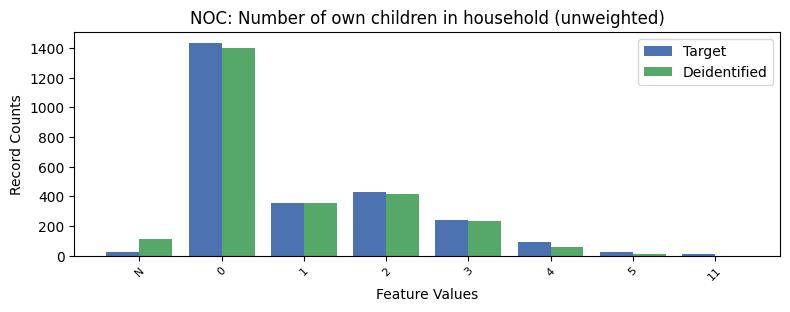 NOC: Number of own children in household (unweighted)
Target
Deidentified
Record Counts
1400
1200
1000
800
600
400
200
0
N 0 1 2 3 4 5 11
Feature Values